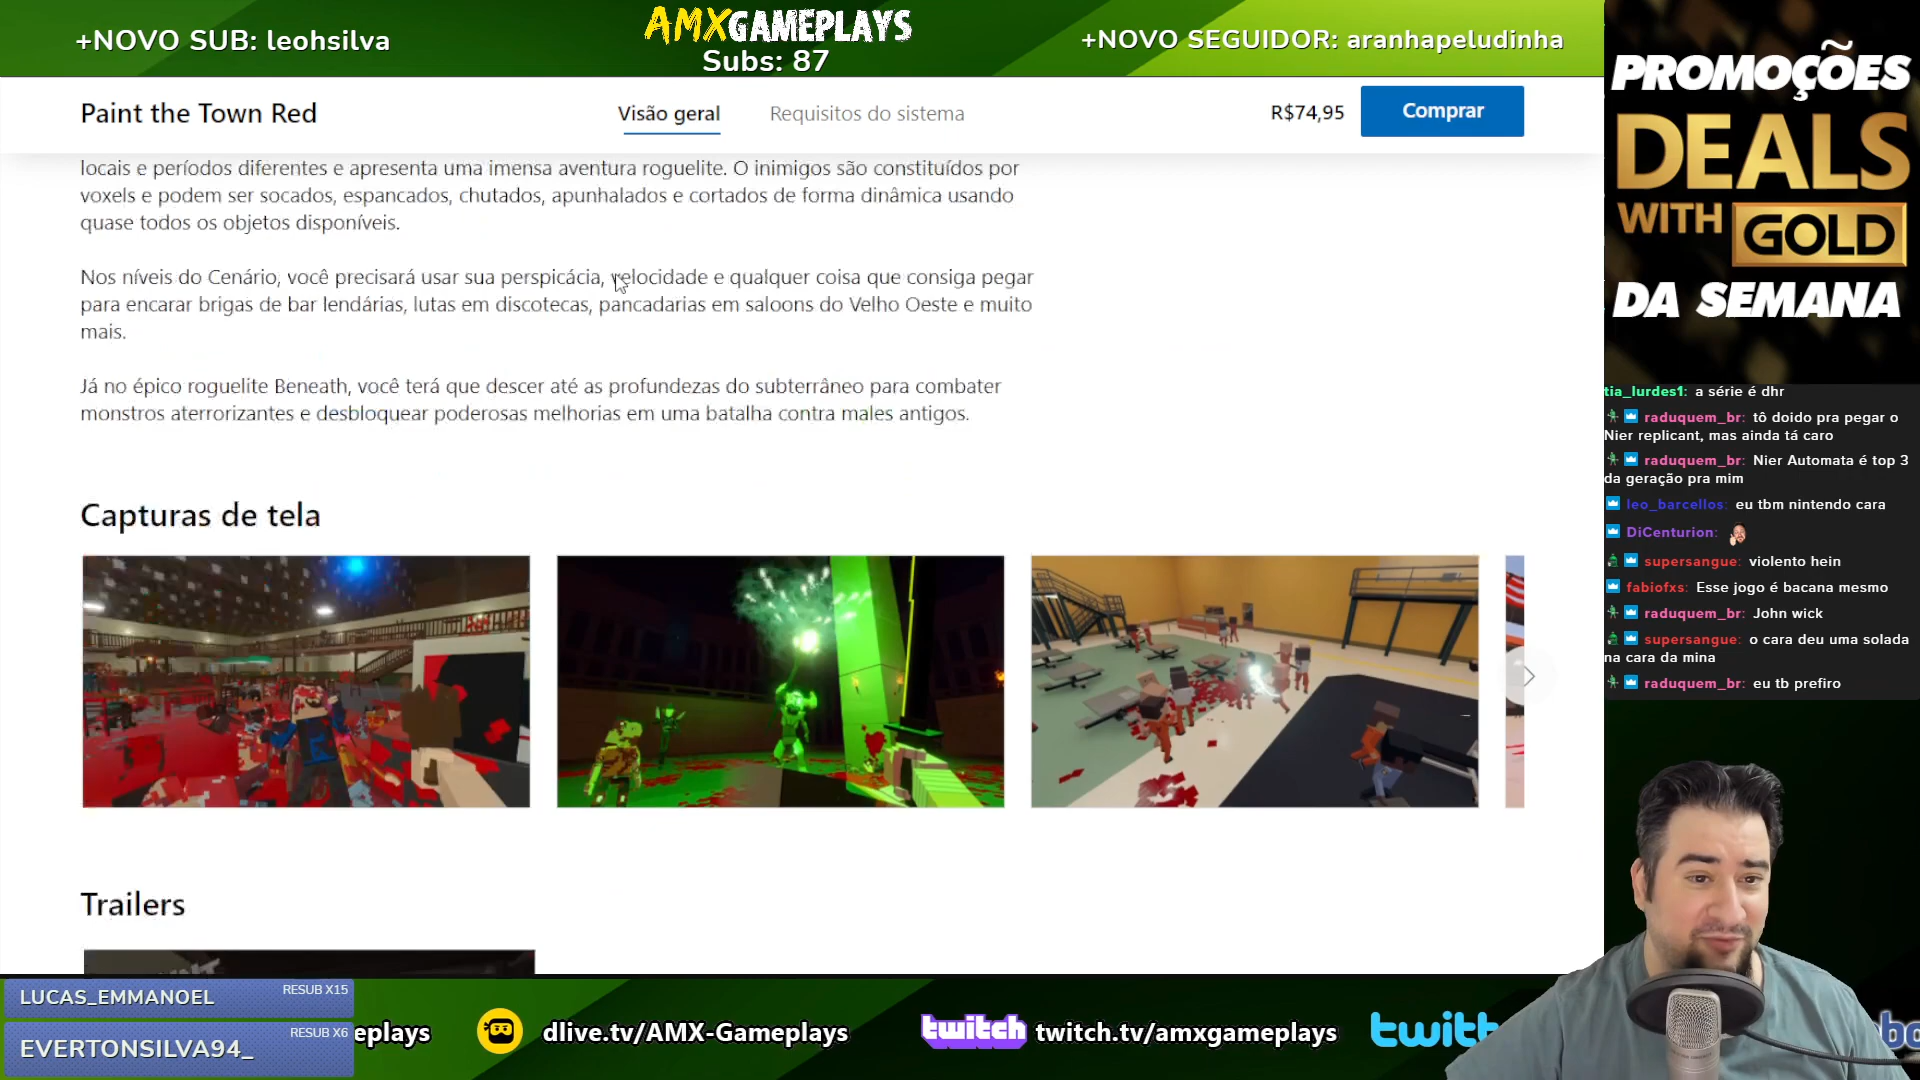 +NOVO SUB: leohsilva
AMXGAMEPLAYS
Subs: 87
+NOVO SEGUIDOR: aranhapeludinha
Paint the Town Red
Visão geral
Requisitos do sistema
R$74,95
Comprar
locais e períodos diferentes e apresenta uma imensa aventura roguelite. O inimigos são constituídos por
voxels e podem ser socados, espancados, chutados, apunhalados e cortados de forma dinâmica usando
quase todos os objetos disponíveis.
Nos níveis do Cenário, você precisará usar sua perspicácia, velocidade e qualquer coisa que consiga pegar
para encarar brigas de bar lendárias, lutas em discotecas, pancadarias em saloons do Velho Oeste e muito
mais.
Já no épico roguelite Beneath, você terá que descer até as profundezas do subterrâneo para combater
monstros aterrorizantes e desbloquear poderosas melhorias em uma batalha contra males antigos.
Capturas de tela
Trailers
PROMOÇÕES
DEALS
WITH GOLD
DA SEMANA
tia_lurdes1: a série é dhr
raduquem_br: tô doido pra pegar o
Nier replicant, mas ainda tá caro
raduquem_br: Nier Automata é top 3
da geração pra mim
leo_barcellos: eu tbm nintendo cara
DiCenturion:
supersangue: violento hein
fabiofxs: Esse jogo é bacana mesmo
raduquem_br: John wick
supersangue: o cara deu uma solada
na cara da mina
raduquem_br: eu tb prefiro
LUCAS_EMMANOEL
RESUB X15
EVERTONSILVA94_
RESUB X6
eplays
dlive.tv/AMX-Gameplays
twitch
twitch.tv/amxgameplays
twitt